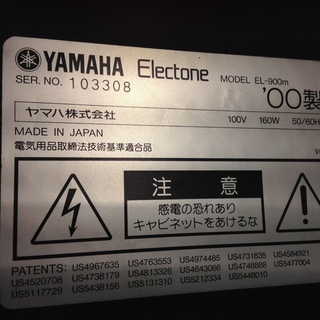 YAMAHA Electone MODEL EL-900m
SER. NO. 103308
'00製
ヤマハ株式会社 100V 160W 50/60H
MADE IN JAPAN
電気用品取締法技術基準適合品
注 意
感電の恐れあり
キャビネットをあけるな
PATENTS: US4967635 US4763553 US4974485 US4731835 US4584921
US4520708 US4738179 US4813326 US4643066 US4748868 US5477004
US5117729 US5438156 US5131310 US5212334 US5448010